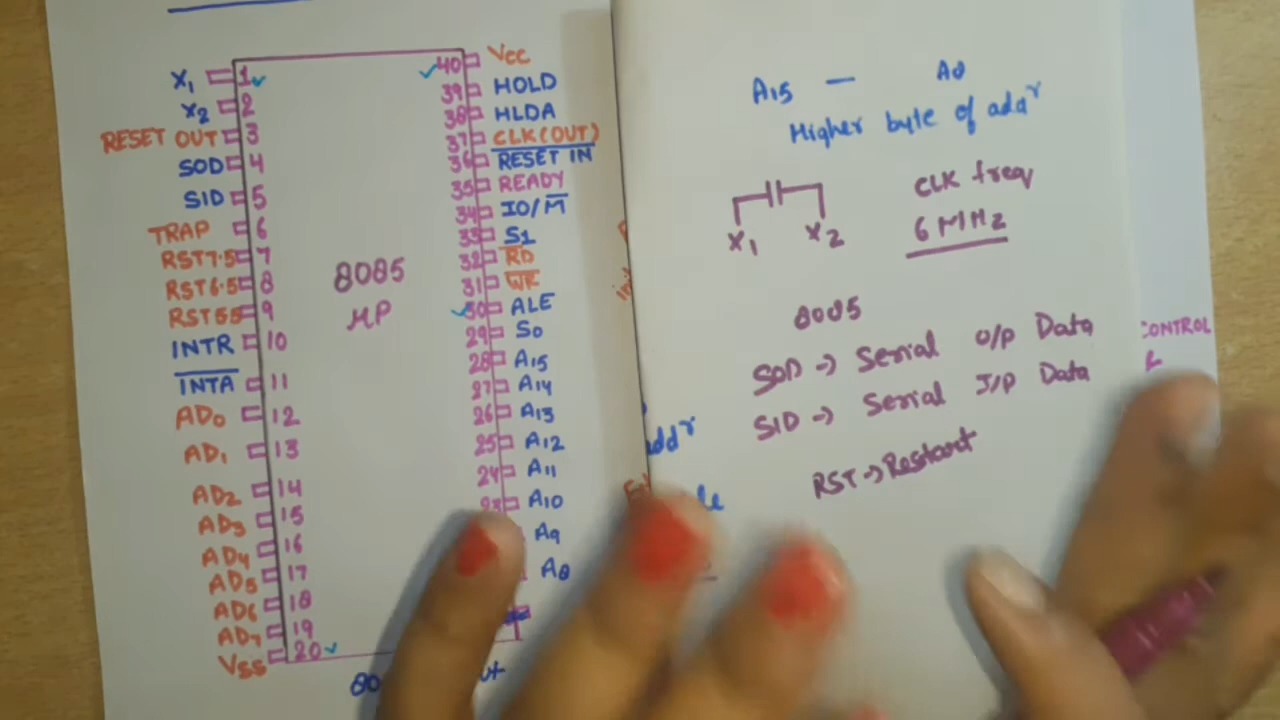 X1 1 40 Vcc
X2 2 39 HOLD
RESET OUT 3 38 HLDA
SOD 4 37 CLK(OUT)
SID 5 36 RESET IN
TRAP 6 35 READY
RST7.5 7 34 IO/M
RST6.5 8 33 S1
RST5.5 9 32 RD
INTR 10 31 WR
INTA 11 30 ALE
AD0 12 29 S0
AD1 13 28 A15
AD2 14 27 A14
AD3 15 26 A13
AD4 16 25 A12
AD5 17 24 A11
AD6 18 23 A10
AD7 19 A9
VSS 20 A8
8085
μP
A15 — A8
Higher byte of addr
X1 X2
CLK freq
6 MHz
8085
SOD → Serial O/P Data
SID → Serial I/P Data
RST → Restart
CONTROL
addr